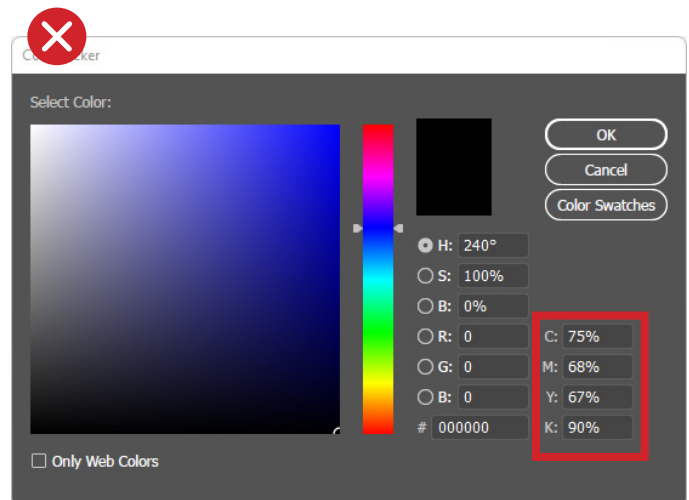 Select Color:
OK
Cancel
Color Swatches
H: 240°
S: 100%
B: 0%
R: 0
G: 0
B: 0
# 000000
C: 75%
M: 68%
Y: 67%
K: 90%
Only Web Colors